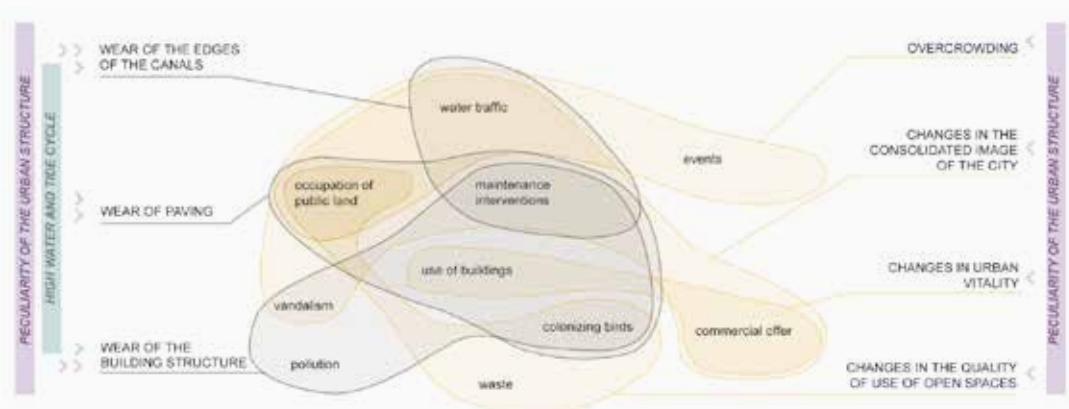 PECULIARITY OF THE URBAN STRUCTURE
HIGH WATER AND TIDE CYCLE
WEAR OF THE EDGES
OF THE CANALS
WEAR OF PAVING
WEAR OF THE
BUILDING STRUCTURE
water traffic
events
occupation of
public land
maintenance
interventions
use of buildings
vandalism
colonizing birds
commercial offer
pollution
waste
OVERCROWDING
CHANGES IN THE
CONSOLIDATED IMAGE
OF THE CITY
CHANGES IN URBAN
VITALITY
CHANGES IN THE QUALITY
OF USE OF OPEN SPACES
PECULIARITY OF THE URBAN STRUCTURE